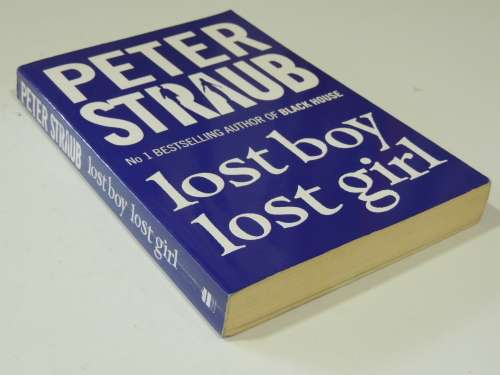 PETER
STRAUB
No 1 BESTSELLING AUTHOR OF BLACK HOUSE
lost boy
lost girl
PETER STRAUB lost boy lost girl